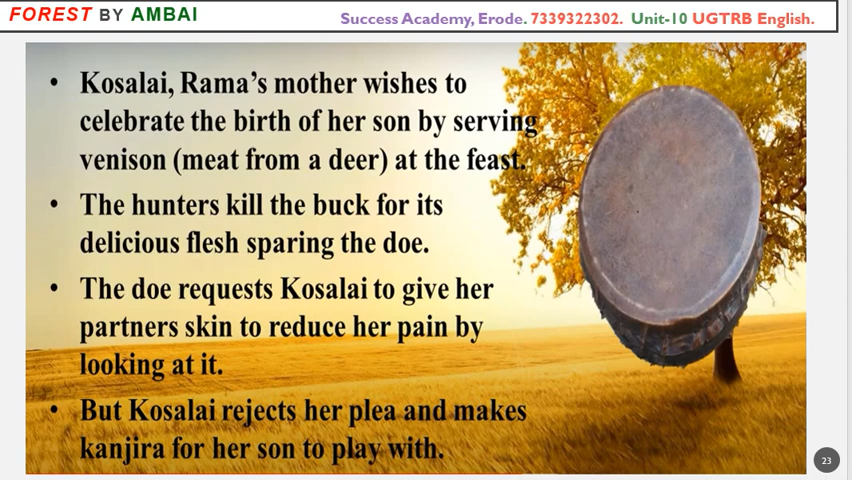 FOREST BY AMBAI
Success Academy, Erode. 7339322302. Unit-10 UGTRB English.
• Kosalai, Rama’s mother wishes to
celebrate the birth of her son by serving
venison (meat from a deer) at the feast.
• The hunters kill the buck for its
delicious flesh sparing the doe.
• The doe requests Kosalai to give her
partners skin to reduce her pain by
looking at it.
• But Kosalai rejects her plea and makes
kanjira for her son to play with.
23